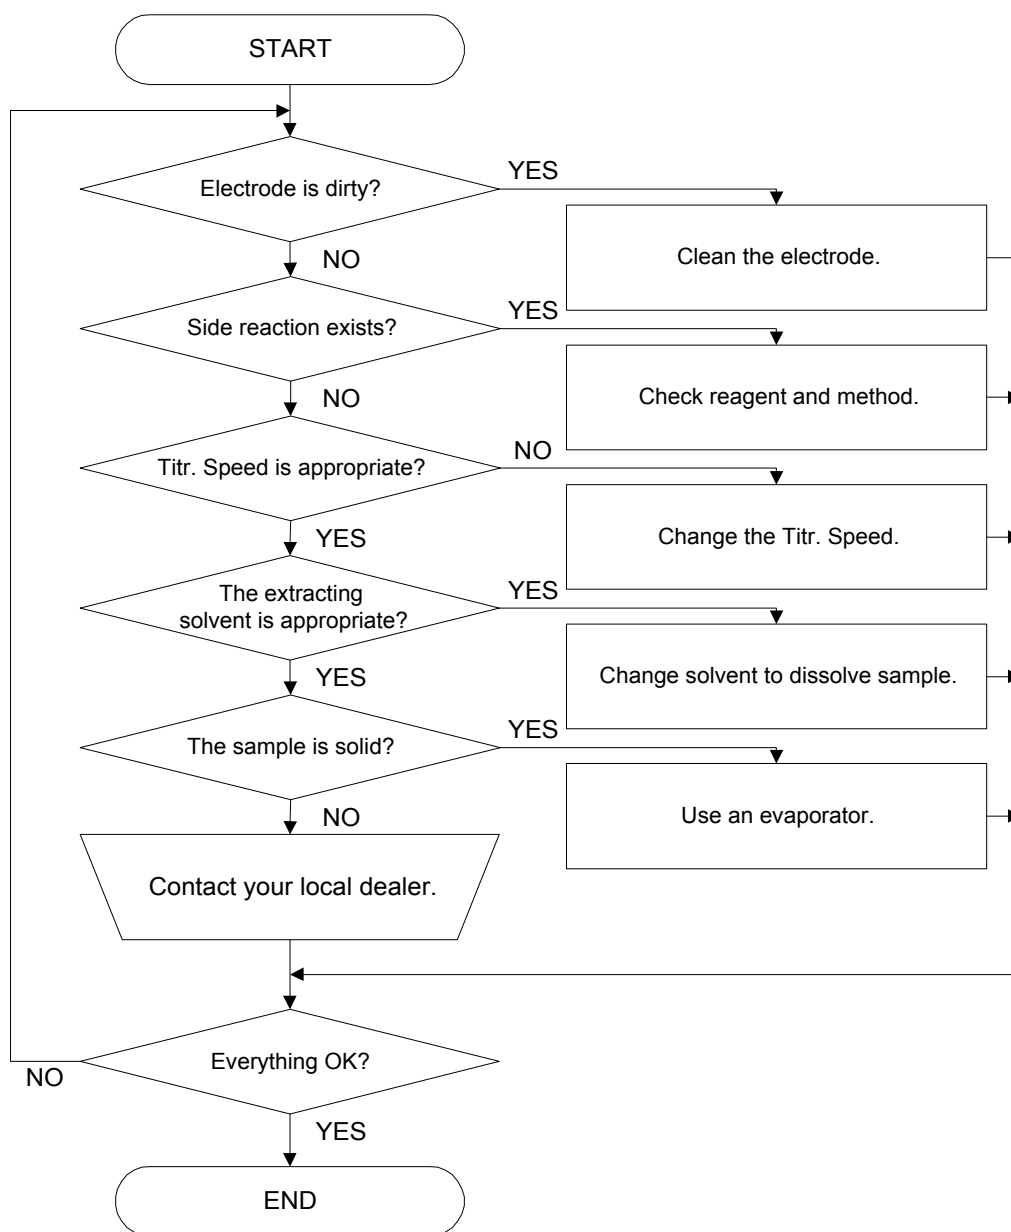 START
Electrode is dirty?
YES
Clean the electrode.
NO
Side reaction exists?
YES
Check reagent and method.
NO
Titr. Speed is appropriate?
NO
Change the Titr. Speed.
YES
The extracting
solvent is appropriate?
YES
Change solvent to dissolve sample.
YES
The sample is solid?
YES
Use an evaporator.
NO
Contact your local dealer.
Everything OK?
NO
YES
END